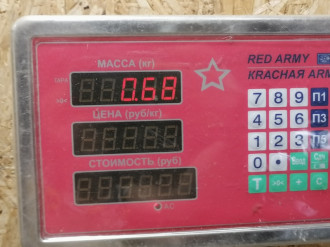 МАССА (кг)
0.68
ЦЕНА (руб/кг)
СТОИМОСТЬ (руб)
RED ARMY
КРАСНАЯ ARM
7 8 9 П1
4 5 6 П3
1 2 3
0 •
T C